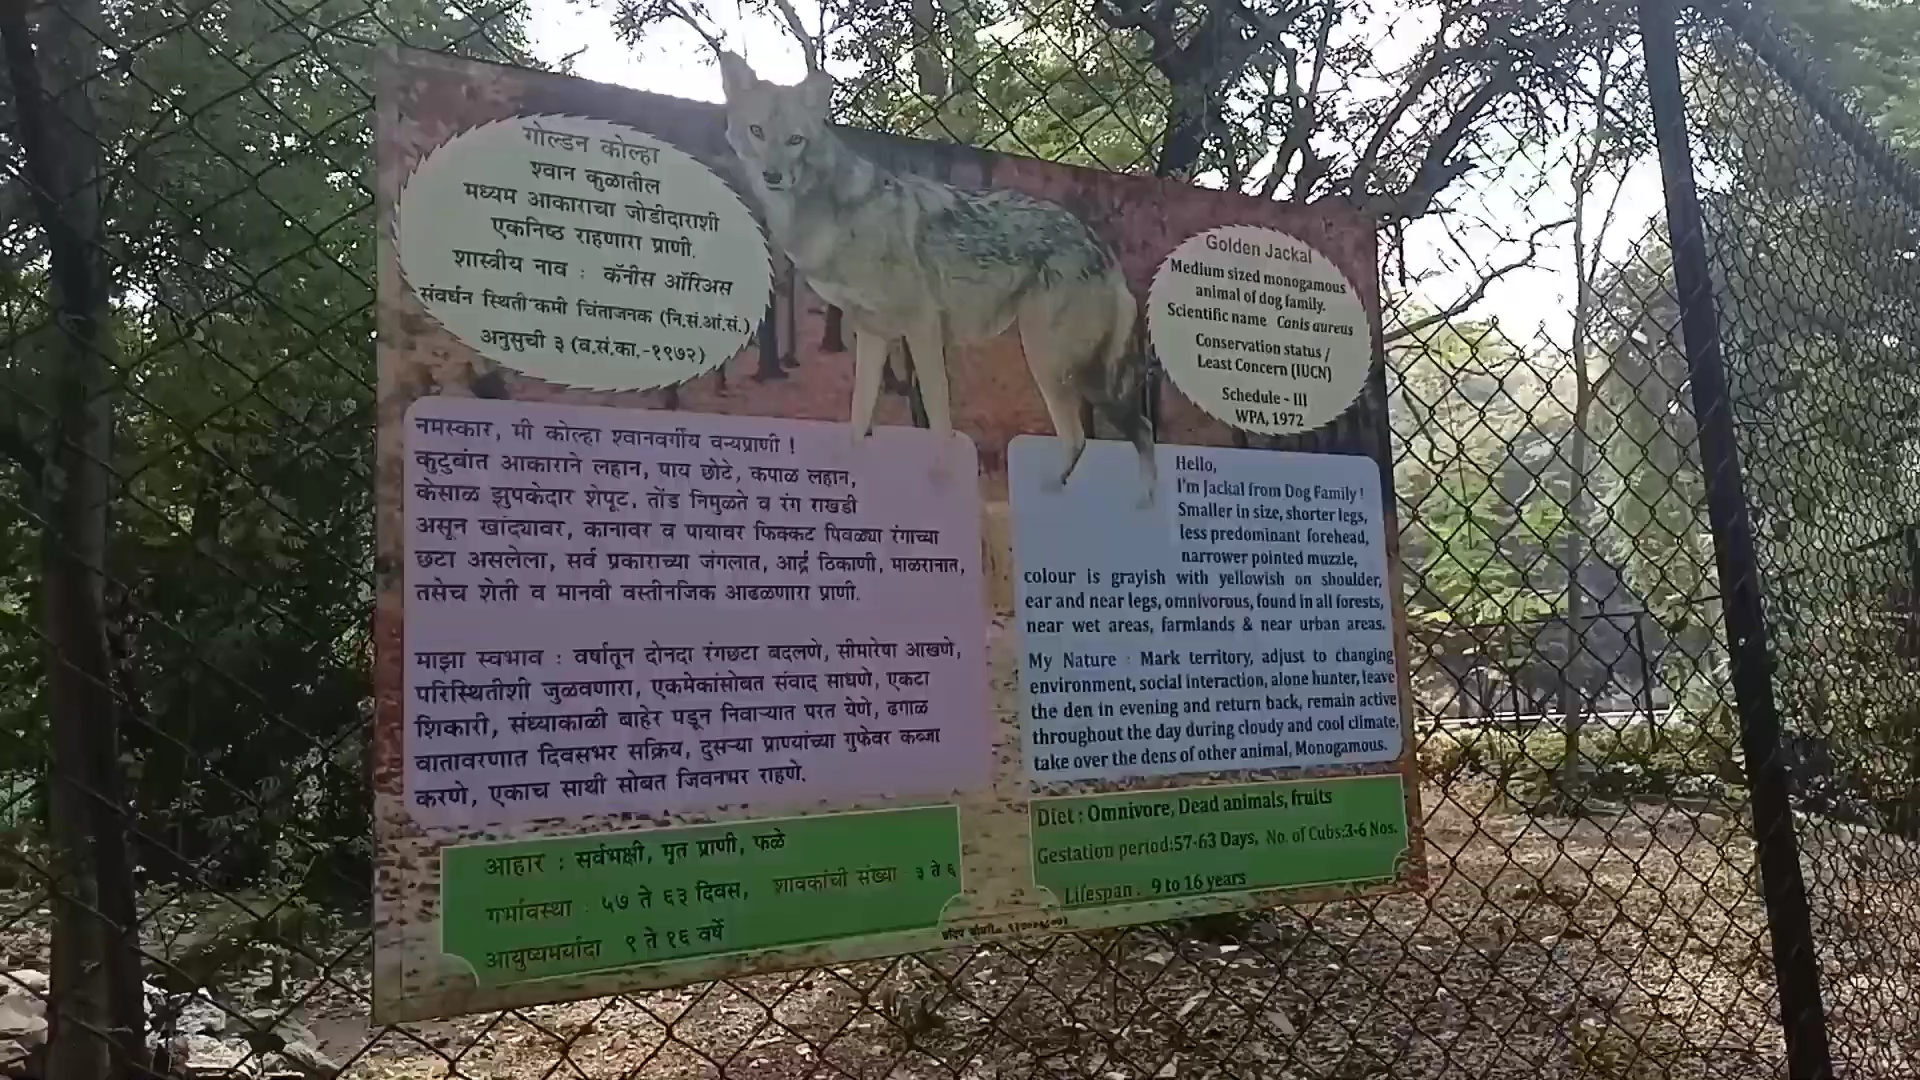 गोल्डन कोल्हा
श्वान कुळातील
मध्यम आकाराचा जोडीदाराशी
एकनिष्ठ राहणारा प्राणी.
शास्त्रीय नाव : कॅनीस ऑरिअस
संवर्धन स्थिती-कमी चिंताजनक (नि.सं.आं.सं.)
अनुसुची ३ (व.सं.का.-१९७२)
Golden Jackal
Medium sized monogamous
animal of dog family.
Scientific name Canis aureus
Conservation status /
Least Concern (IUCN)
Schedule - III
WPA, 1972
नमस्कार, मी कोल्हा श्वानवर्गीय वन्यप्राणी !
कुटुबांत आकाराने लहान, पाय छोटे, कपाळ लहान,
केसाळ झुपकेदार शेपूट, तोंड निमुळते व रंग राखडी
असून खांद्यावर, कानावर व पायावर फिक्कट पिवळ्या रंगाच्या
छटा असलेला, सर्व प्रकाराच्या जंगलात, आर्द्र ठिकाणी, माळरानात,
तसेच शेती व मानवी वस्तीनजिक आढळणारा प्राणी.
माझा स्वभाव : वर्षातून दोनदा रंगछटा बदलणे, सीमारेषा आखणे,
परिस्थितीशी जुळवणारा, एकमेकांसोबत संवाद साधणे, एकटा
शिकारी, संध्याकाळी बाहेर पडून निवाऱ्यात परत येणे, ढगाळ
वातावरणात दिवसभर सक्रिय, दुसऱ्या प्राण्यांच्या गुफेवर कब्जा
करणे, एकाच साथी सोबत जिवनभर राहणे.
Hello,
I'm Jackal from Dog Family !
Smaller in size, shorter legs,
less predominant forehead,
narrower pointed muzzle,
colour is grayish with yellowish on shoulder,
ear and near legs, omnivorous, found in all forests,
near wet areas, farmlands & near urban areas.
My Nature : Mark territory, adjust to changing
environment, social interaction, alone hunter, leave
the den in evening and return back, remain active
throughout the day during cloudy and cool climate,
take over the dens of other animal, Monogamous.
आहार : सर्वभक्षी, मृत प्राणी, फळे
गर्भावस्था : ५७ ते ६३ दिवस, शावकांची संख्या ३ ते ६
आयुष्यमर्यादा ९ ते १६ वर्षे
Diet : Omnivore, Dead animals, fruits
Gestation period:57-63 Days, No. of Cubs:3-6 Nos.
Lifespan : 9 to 16 years